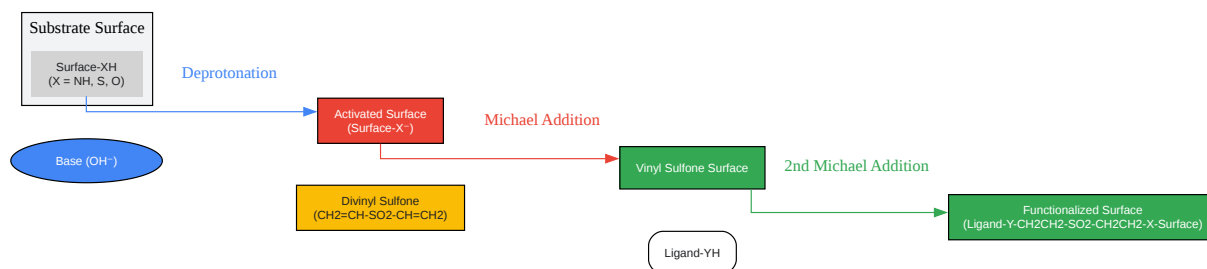 Substrate Surface
Surface-XH
(X = NH, S, O)
Deprotonation
Base (OH⁻)
Activated Surface
(Surface-X⁻)
Michael Addition
Divinyl Sulfone
(CH2=CH-SO2-CH=CH2)
Vinyl Sulfone Surface
2nd Michael Addition
Ligand-YH
Functionalized Surface
(Ligand-Y-CH2CH2-SO2-CH2CH2-X-Surface)